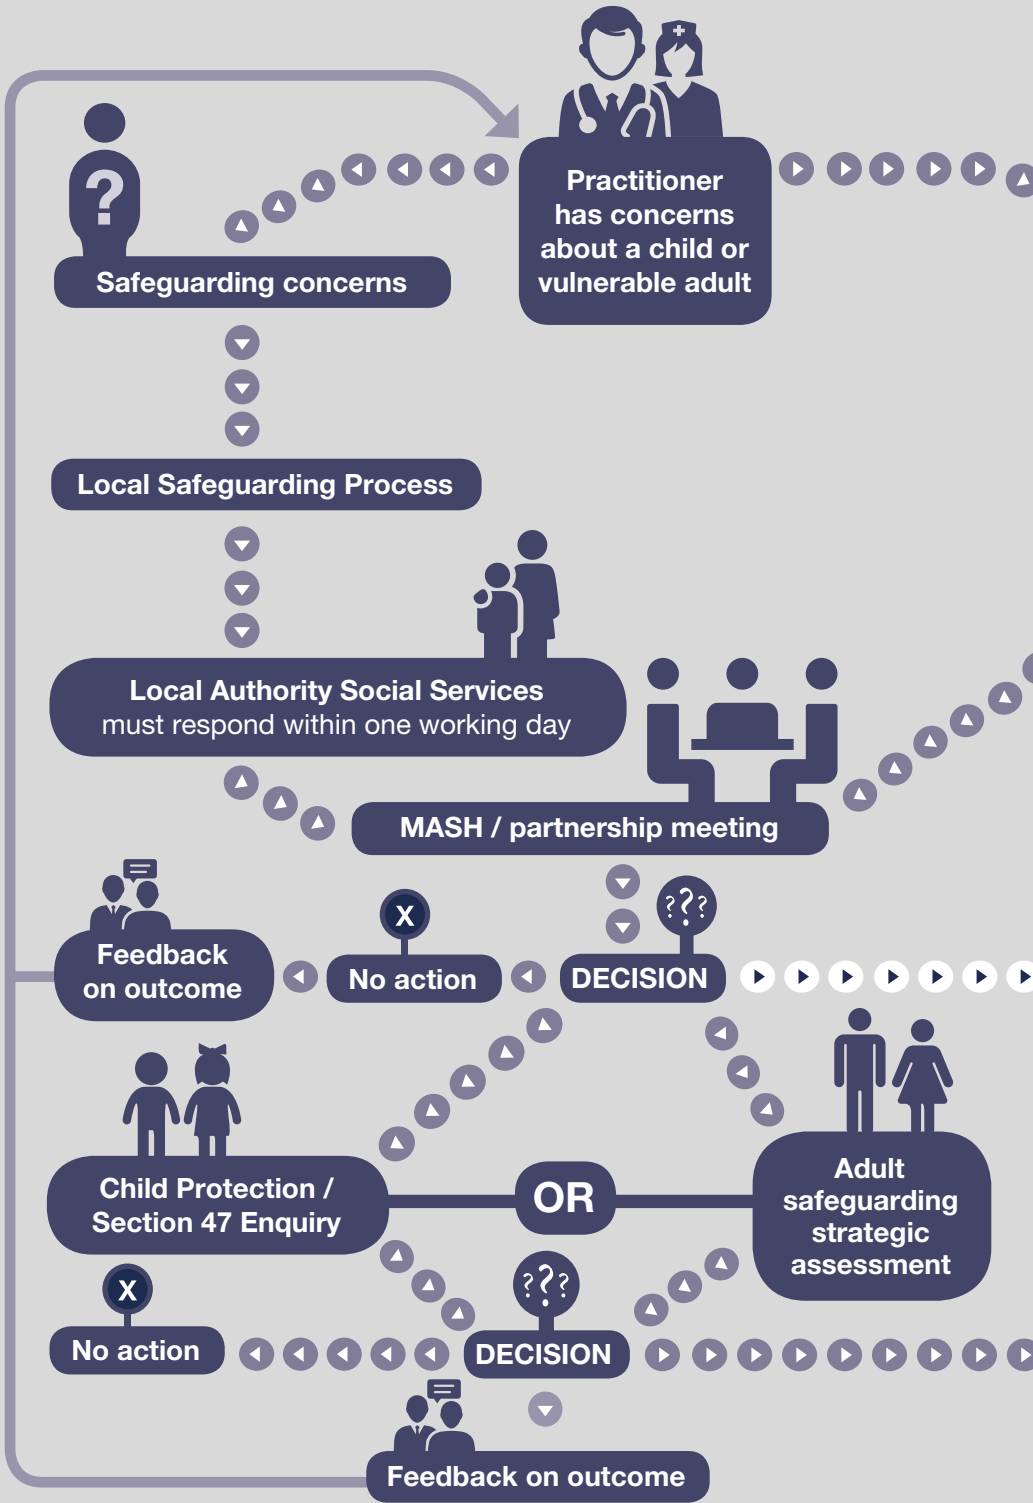 Practitioner
has concerns
about a child or
vulnerable adult
?
Safeguarding concerns
Local Safeguarding Process
Local Authority Social Services
must respond within one working day
MASH / partnership meeting
Feedback
on outcome
X
No action
? ? ?
DECISION
Child Protection /
Section 47 Enquiry
OR
Adult
safeguarding
strategic
assessment
X
No action
? ? ?
DECISION
Feedback on outcome